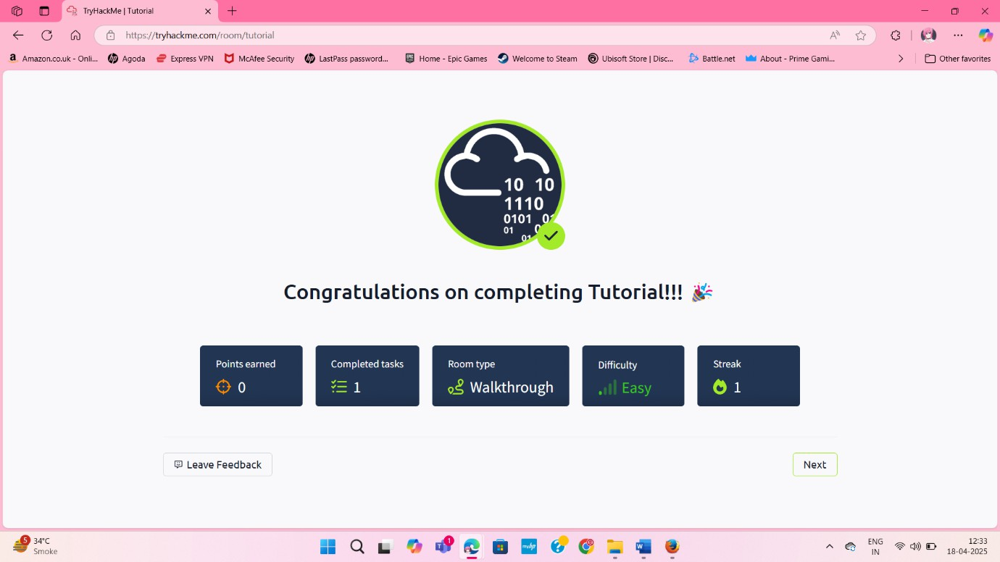 TryHackMe | Tutorial
https://tryhackme.com/room/tutorial
Amazon.co.uk - Onli...
Agoda
Express VPN
McAfee Security
LastPass password...
Home - Epic Games
Welcome to Steam
Ubisoft Store | Disc...
Battle.net
About - Prime Gami...
Other favorites
10 10
1110
0101 01
01 0
01
Congratulations on completing Tutorial!!!
Points earned
0
Completed tasks
1
Room type
Walkthrough
Difficulty
Easy
Streak
1
Leave Feedback
Next
5
34°C
Smoke
1
ENG
IN
12:33
18-04-2025